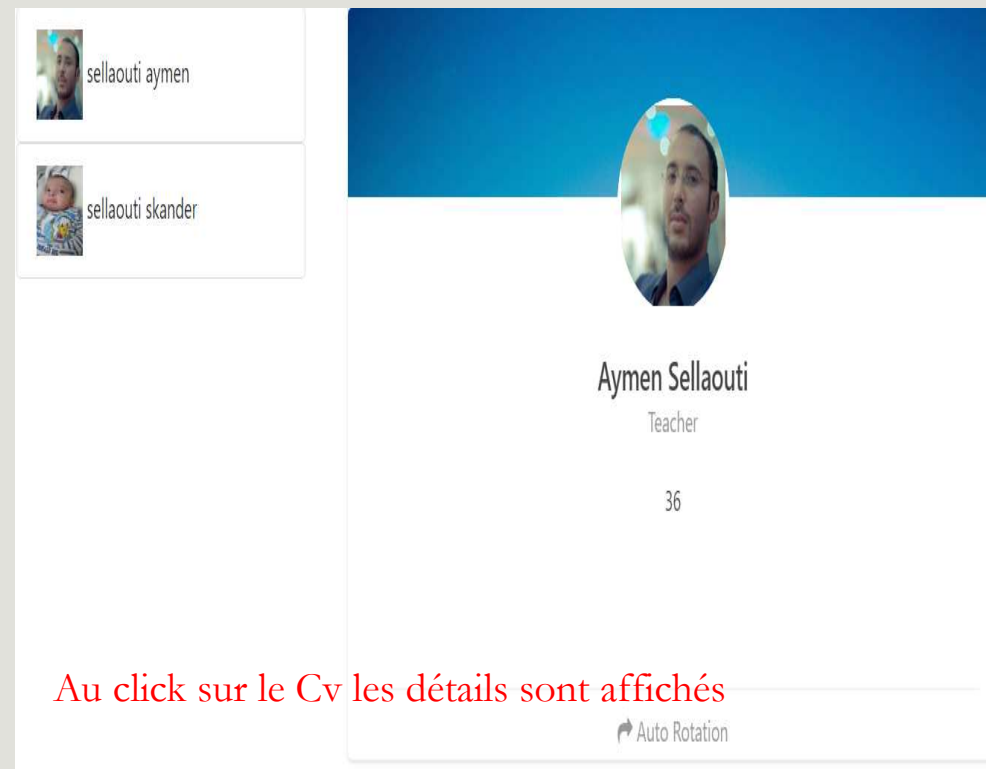 sellaouti aymen
sellaouti skander
Aymen Sellaouti
Teacher
36
Au click sur le Cv les détails sont affichés
Auto Rotation